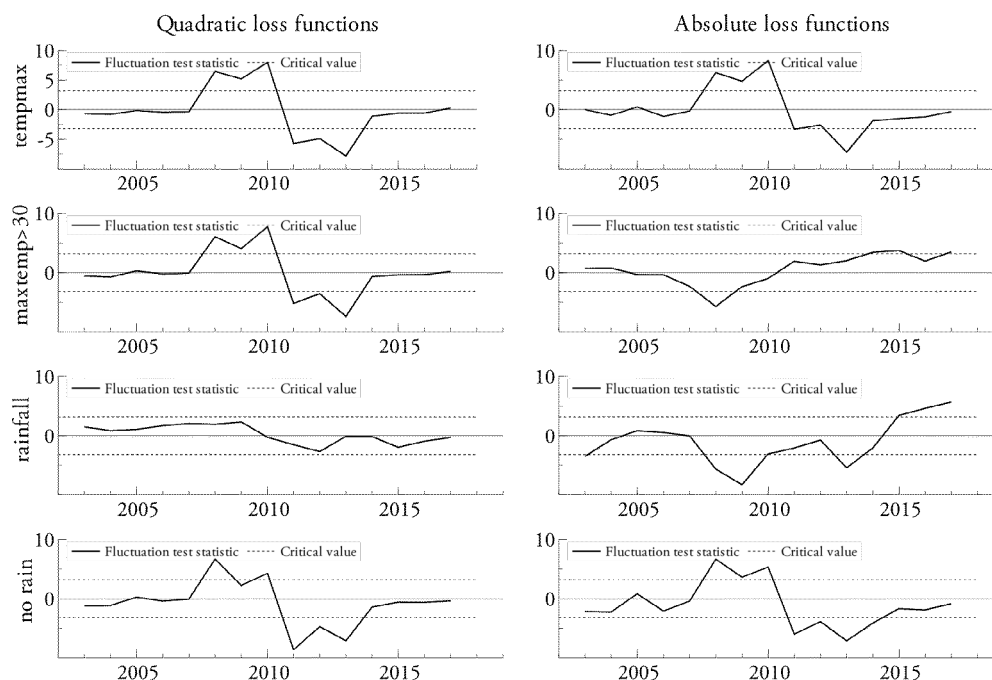 Quadratic loss functions Absolute loss functions
tempmax
10
5
0
-5
Fluctuation test statistic Critical value
2005 2010 2015
10
0
Fluctuation test statistic Critical value
2005 2010 2015
maxtemp>30
10
0
Fluctuation test statistic Critical value
2005 2010 2015
10
0
Fluctuation test statistic Critical value
2005 2010 2015
rainfall
10
0
Fluctuation test statistic Critical value
2005 2010 2015
10
0
Fluctuation test statistic Critical value
2005 2010 2015
no rain
10
0
Fluctuation test statistic Critical value
2005 2010 2015
10
0
Fluctuation test statistic Critical value
2005 2010 2015